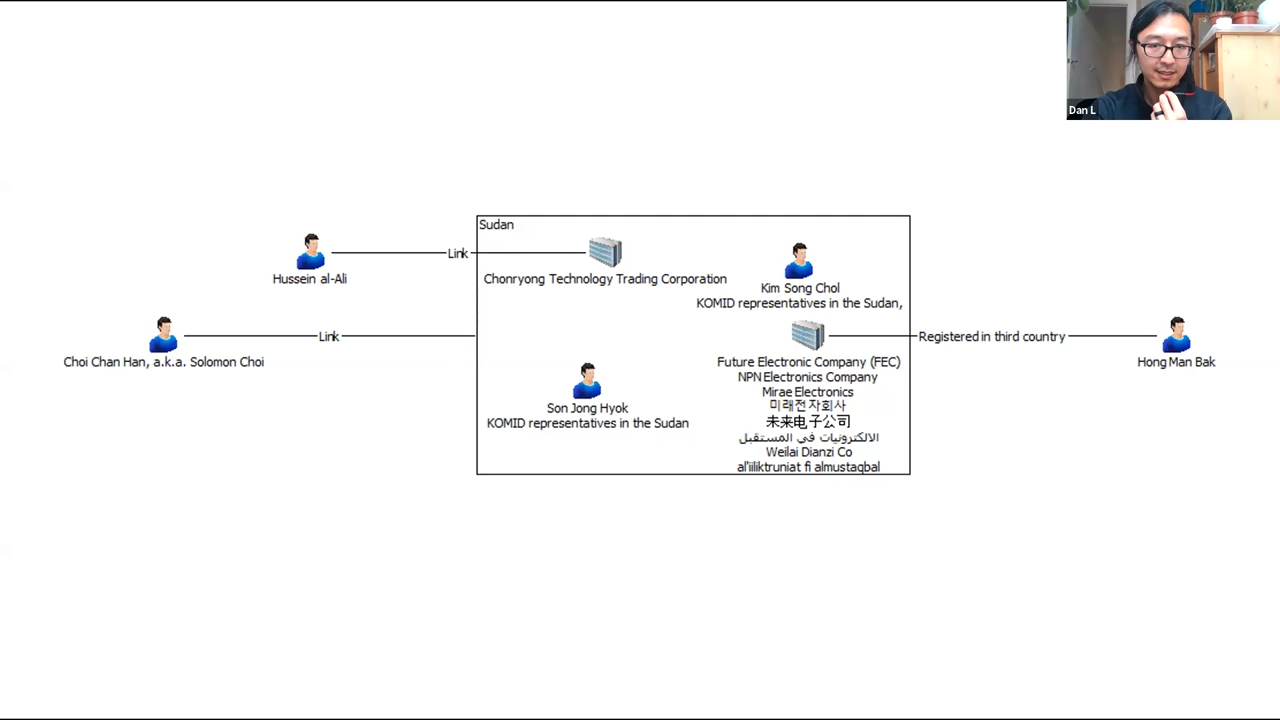 Dan L
Sudan
Hussein al-Ali
Link
Chonryong Technology Trading Corporation
Kim Song Chol
KOMID representatives in the Sudan,
Choi Chan Han, a.k.a. Solomon Choi
Link
Future Electronic Company (FEC)
NPN Electronics Company
Mirae Electronics
미래전자회사
未来电子公司
الالكترونيات في المستقبل
Weilai Dianzi Co
al'iiliktruniat fi almustaqbal
Registered in third country
Hong Man Bak
Son Jong Hyok
KOMID representatives in the Sudan